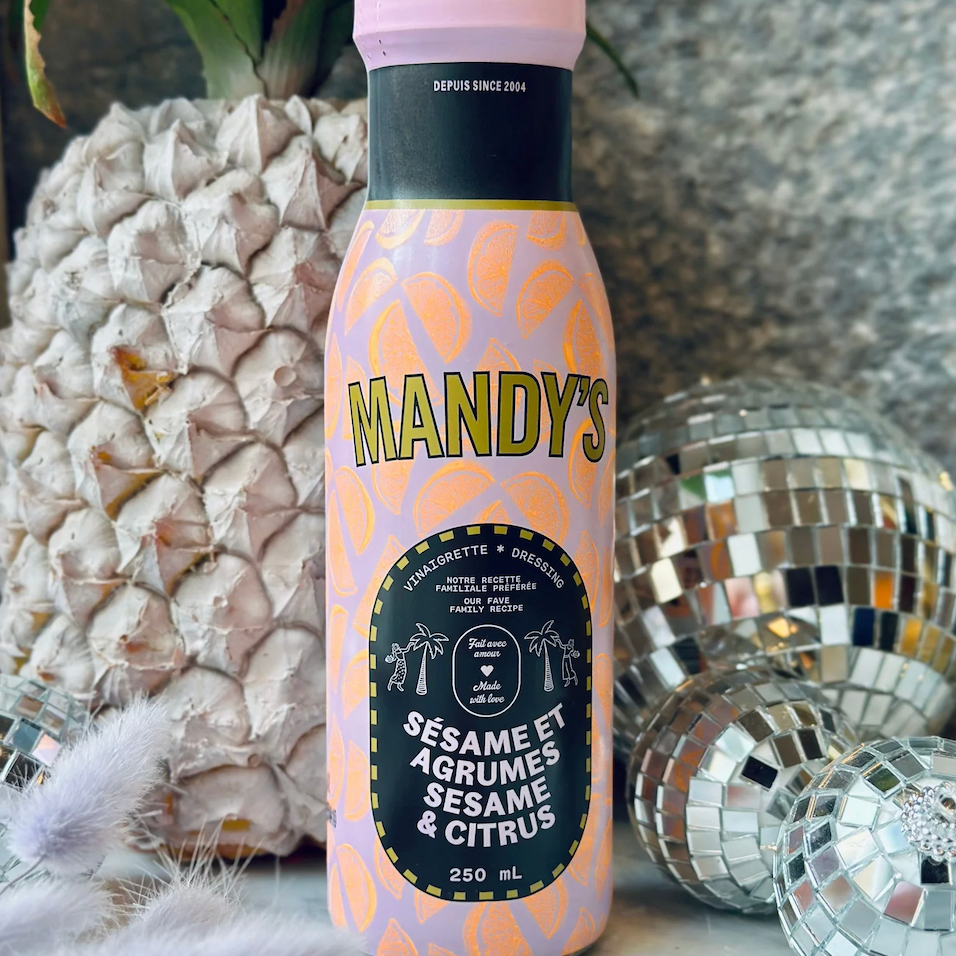 DEPUIS SINCE 2004
MANDY'S
VINAIGRETTE * DRESSING
NOTRE RECETTE
FAMILIALE PRÉFÉRÉE
OUR FAVE
FAMILY RECIPE
Fait avec
amour
Made
with love
SÉSAME ET
AGRUMES
SESAME
& CITRUS
250 mL